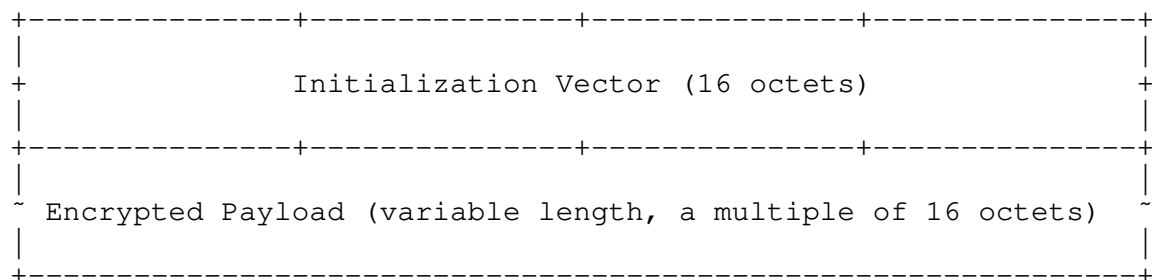 Initialization Vector (16 octets)
Encrypted Payload (variable length, a multiple of 16 octets)